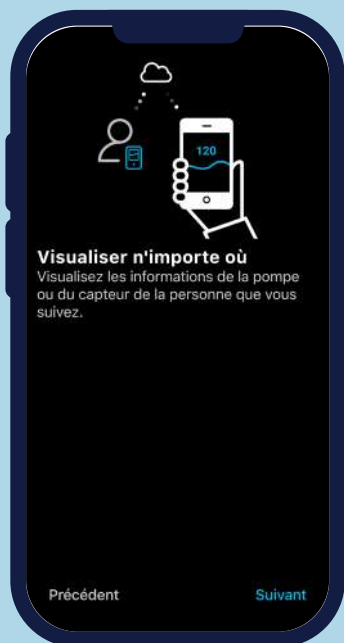 120
Visualiser n'importe où
Visualisez les informations de la pompe
ou du capteur de la personne que vous
suivez.
Précédent
Suivant